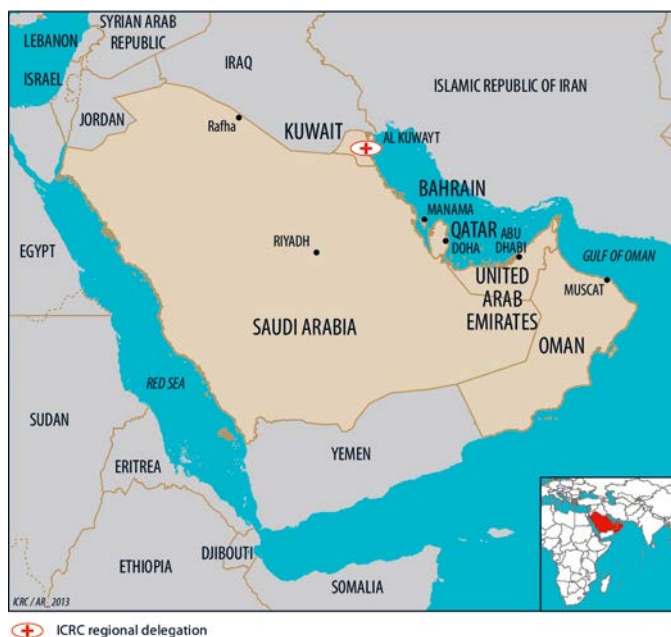 SYRIAN ARAB
REPUBLIC
LEBANON
IRAQ
ISLAMIC REPUBLIC OF IRAN
ISRAEL
JORDAN
Rafha
KUWAIT
AL KUWAYT
BAHRAIN
MANAMA
QATAR
DOHA
ABU
DHABI
EGYPT
RIYADH
GULF OF OMAN
UNITED
ARAB
EMIRATES
MUSCAT
SAUDI ARABIA
OMAN
RED SEA
SUDAN
YEMEN
ERITREA
DJIBOUTI
ETHIOPIA
SOMALIA
ICRC / AR_2013
ICRC regional delegation